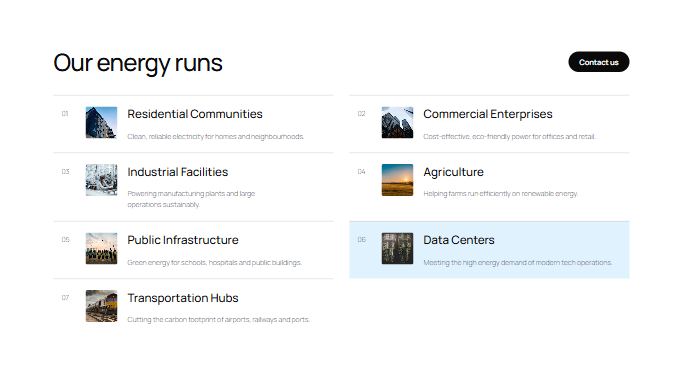 Our energy runs
Contact us
01
Residential Communities
Clean, reliable electricity for homes and neighbourhoods.
02
Commercial Enterprises
Cost-effective, eco-friendly power for offices and retail.
03
Industrial Facilities
Powering manufacturing plants and large
operations sustainably.
04
Agriculture
Helping farms run efficiently on renewable energy.
05
Public Infrastructure
Green energy for schools, hospitals and public buildings.
06
Data Centers
Meeting the high energy demand of modern tech operations.
07
Transportation Hubs
Cutting the carbon footprint of airports, railways and ports.